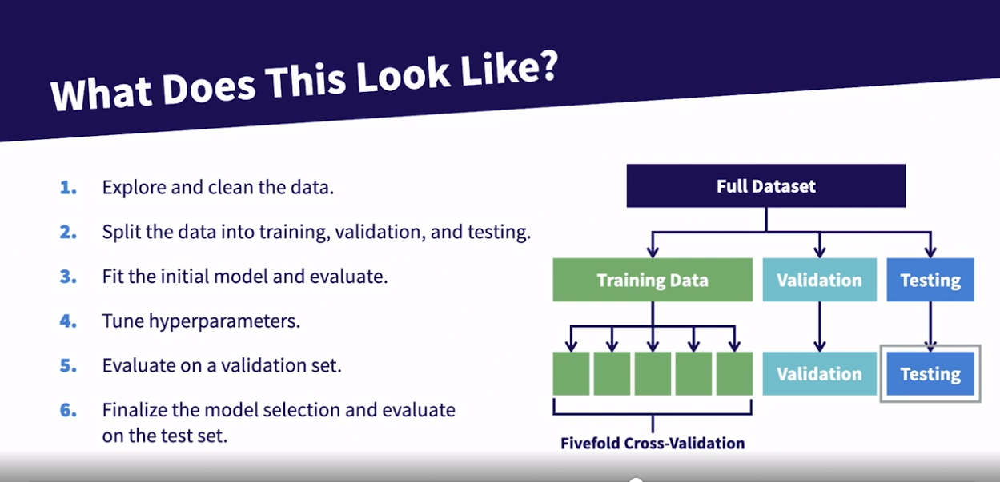 What Does This Look Like?
1. Explore and clean the data.
2. Split the data into training, validation, and testing.
3. Fit the initial model and evaluate.
4. Tune hyperparameters.
5. Evaluate on a validation set.
6. Finalize the model selection and evaluate
on the test set.
Full Dataset
Training Data
Validation
Testing
Validation
Testing
Fivefold Cross-Validation